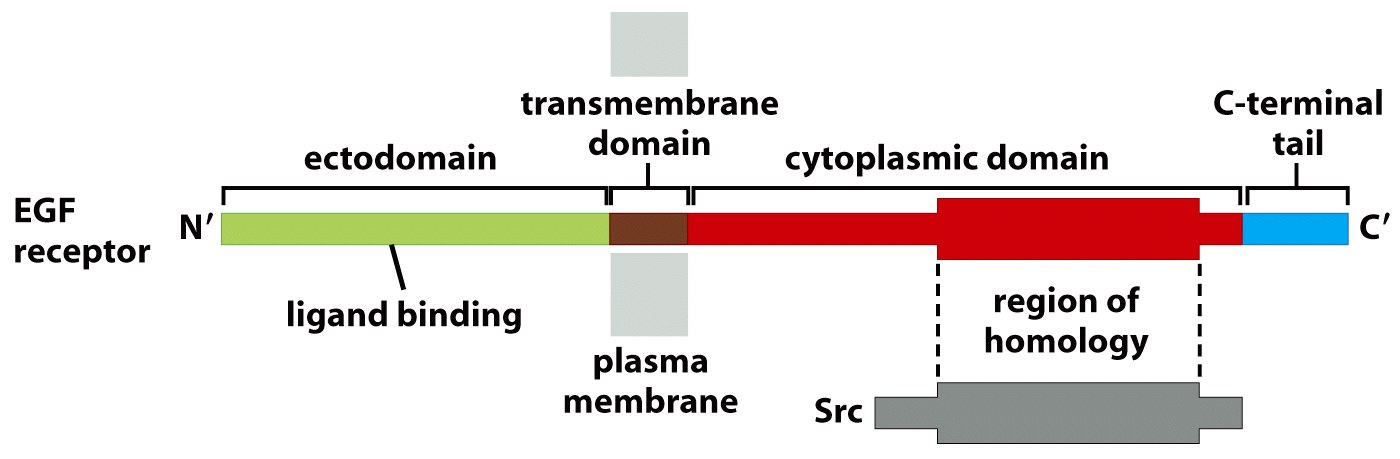 transmembrane
domain
C-terminal
tail
ectodomain
cytoplasmic domain
EGF
receptor
N′
C′
ligand binding
region of
homology
plasma
membrane
Src